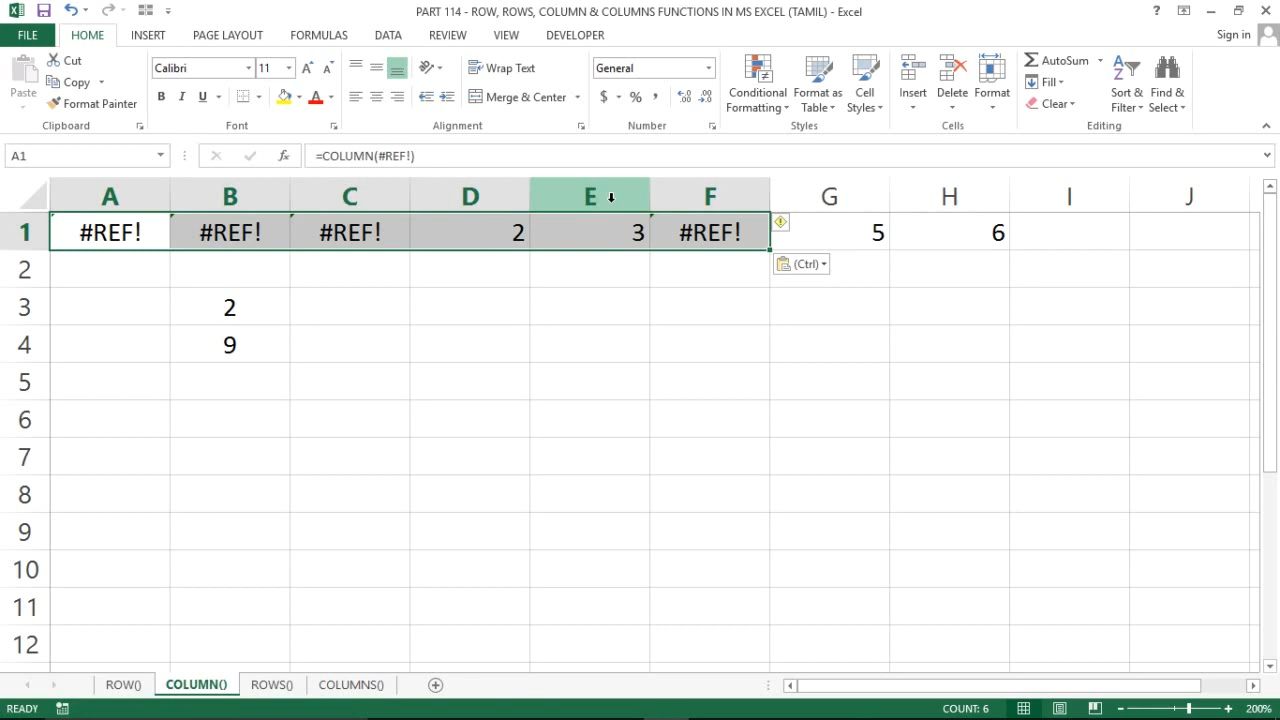 PART 114 - ROW, ROWS, COLUMN & COLUMNS FUNCTIONS IN MS EXCEL (TAMIL) - Excel
FILE HOME INSERT PAGE LAYOUT FORMULAS DATA REVIEW VIEW DEVELOPER Sign in
Paste Cut Copy Format Painter
Clipboard
Calibri 11
B I U A
Font
Wrap Text
Merge & Center
Alignment
General
$ % ,
Number
Conditional Formatting Format as Table Cell Styles
Styles
Insert Delete Format
Cells
AutoSum
Fill
Clear
Sort & Filter Find & Select
Editing
A1 fx =COLUMN(#REF!)
A B C D E F G H I J
1 #REF! #REF! #REF! 2 3 #REF! 5 6
2 (Ctrl)
3 2
4 9
5
6
7
8
9
10
11
12
ROW() COLUMN() ROWS() COLUMNS()
READY COUNT: 6 200%